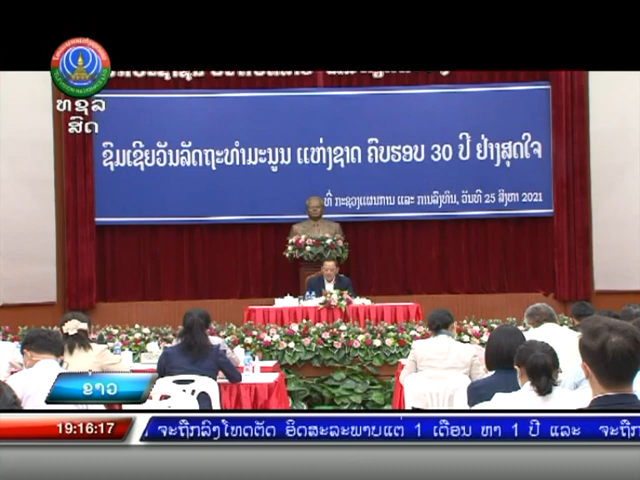 ທຊລ
ສົດ
ຊົມເຊີຍວັນລັດຖະທຳມະນູນ ແຫ່ງຊາດ ຄົບຮອບ 30 ປີ ຢ່າງສຸດໃຈ
ທີ່ ກະຊວງແຜນການ ແລະ ການລົງທຶນ, ວັນທີ 25 ສິງຫາ 2021
ຂ່າວ
19:16:17
ຈະຖືກລົງໂທດຕັດ ອິດສະລະພາບແຕ່ 1 ເດືອນ ຫາ 1 ປີ ແລະ ຈະຖືກ